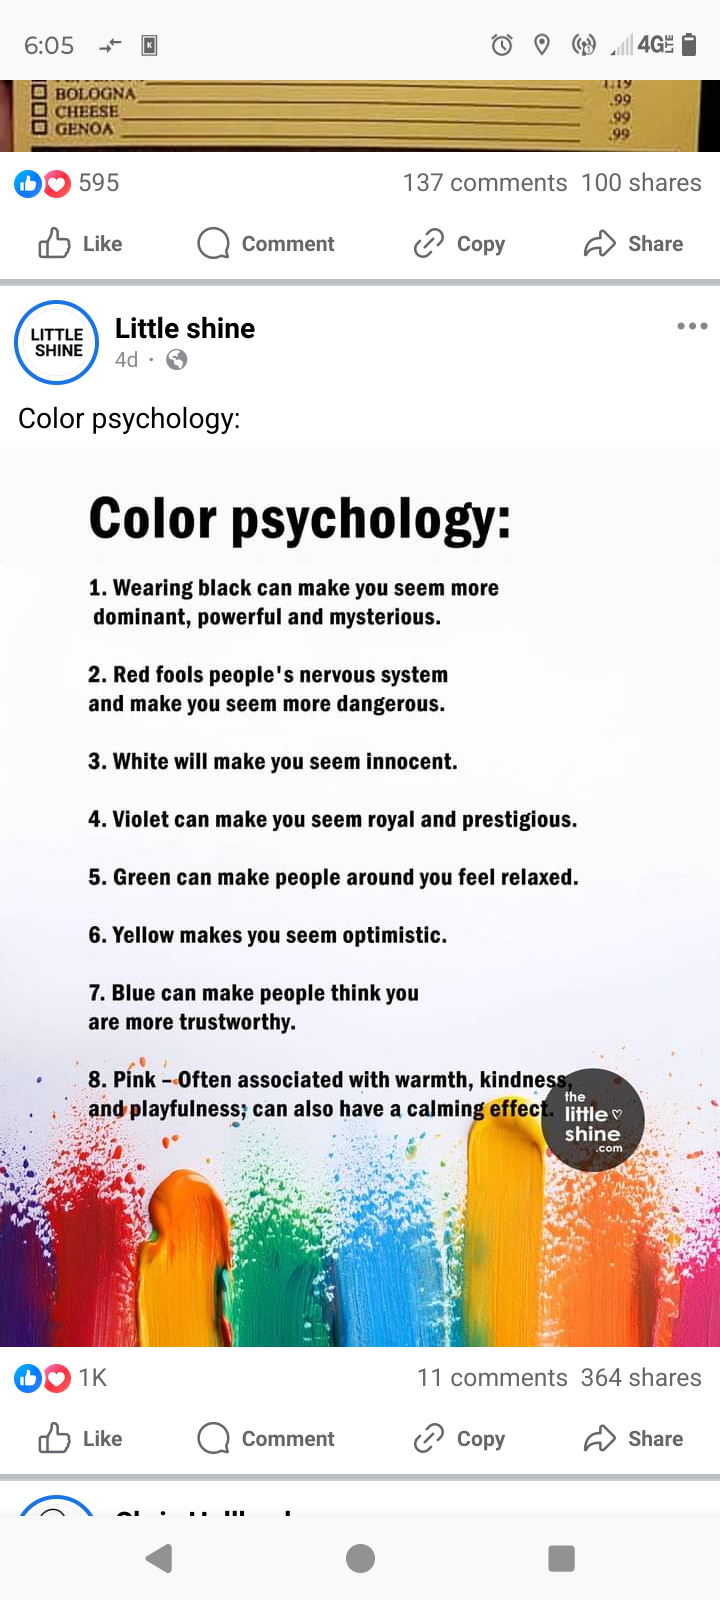 6:05
4G LTE
BOLOGNA
1.19
.99
CHEESE
.99
GENOA
.99
595
137 comments 100 shares
Like
Comment
Copy
Share
LITTLE
SHINE
Little shine
4d ·
Color psychology:
Color psychology:
1. Wearing black can make you seem more
dominant, powerful and mysterious.
2. Red fools people's nervous system
and make you seem more dangerous.
3. White will make you seem innocent.
4. Violet can make you seem royal and prestigious.
5. Green can make people around you feel relaxed.
6. Yellow makes you seem optimistic.
7. Blue can make people think you
are more trustworthy.
8. Pink – Often associated with warmth, kindness,
and playfulness; can also have a calming effect.
the
little
shine
.com
1K
11 comments 364 shares
Like
Comment
Copy
Share